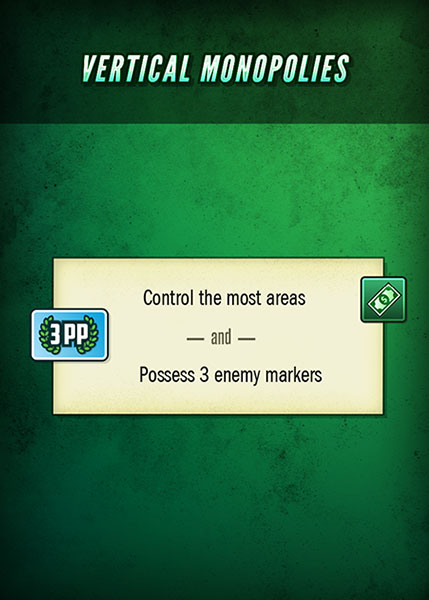 VERTICAL MONOPOLIES
Control the most areas
— and —
3 PP
Possess 3 enemy markers